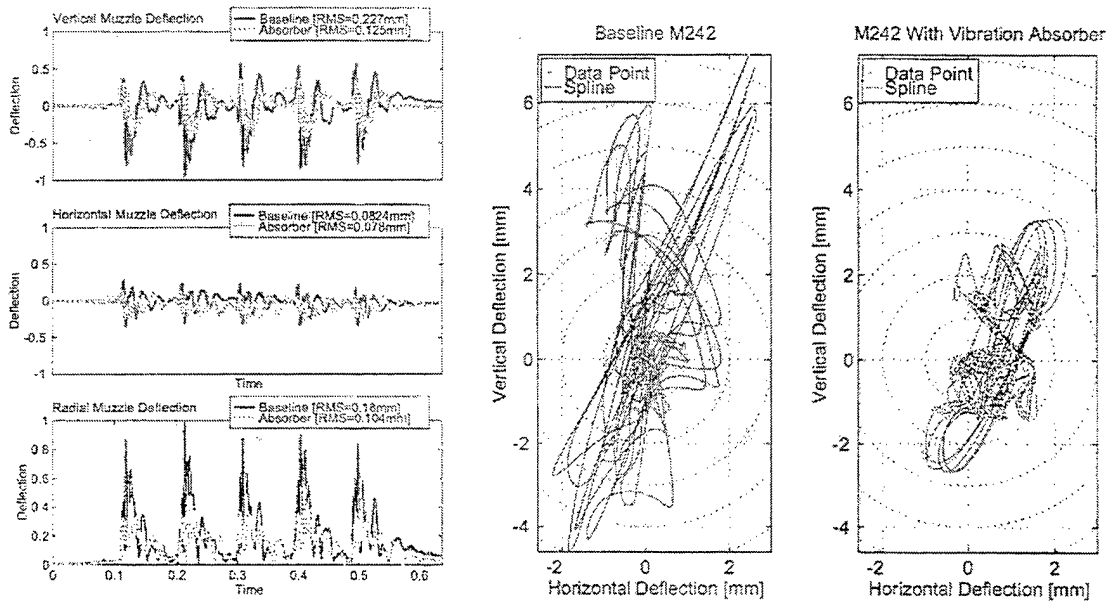 Vertical Muzzle Deflection
Baseline [RMS=0.227mm]
Absorber [RMS=0.125mm]
1
0.5
0
-0.5
-1
Deflection
Horizontal Muzzle Deflection
Baseline [RMS=0.0824mm]
Absorber [RMS=0.078mm]
1
0.5
0
-0.5
-1
Deflection
Time
Radial Muzzle Deflection
Baseline [RMS=0.16mm]
Absorber [RMS=0.104mm]
1
0.8
0.6
0.4
0.2
0
Deflection
0 0.1 0.2 0.3 0.4 0.5 0.6
Time
Baseline M242
Data Point
Spline
6
4
2
0
-2
-4
Vertical Deflection [mm]
-2 0 2
Horizontal Deflection [mm]
M242 With Vibration Absorber
Data Point
Spline
6
4
2
0
-2
-4
Vertical Deflection [mm]
-2 0 2
Horizontal Deflection [mm]